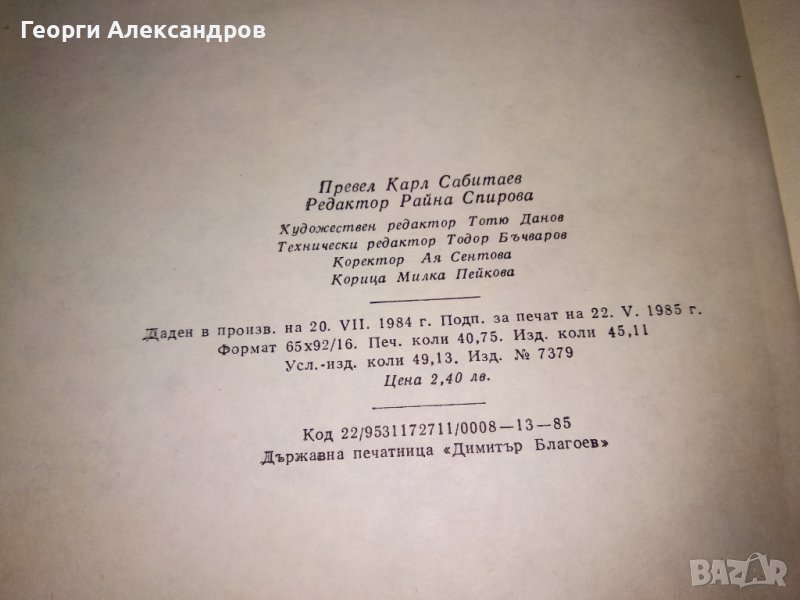 Георги Александров
Превел Карл Сабитаев
Редактор Райна Спирова
Художествен редактор Тотю Данов
Технически редактор Тодор Бъчваров
Коректор Ая Сентова
Корица Милка Пейкова
Даден в произв. на 20. VII. 1984 г. Подп. за печат на 22. V. 1985 г.
Формат 65x92/16. Печ. коли 40,75. Изд. коли 45,11
Усл.-изд. коли 49,13. Изд. № 7379
Цена 2,40 лв.
Код 22/9531172711/0008—13—85
Държавна печатница «Димитър Благоев»
BAZAR